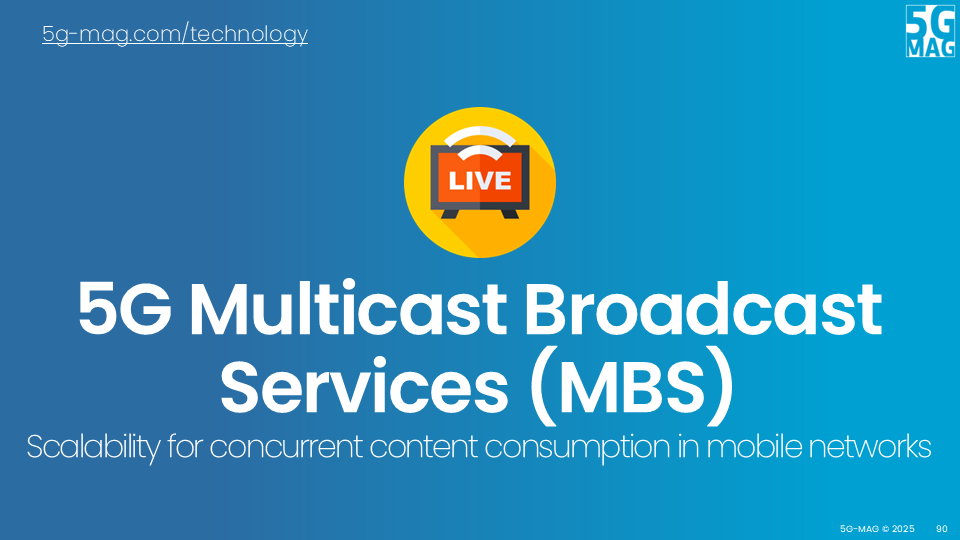 5g-mag.com/technology
5G
MAG
LIVE
5G Multicast Broadcast
Services (MBS)
Scalability for concurrent content consumption in mobile networks
5G-MAG © 2025 90